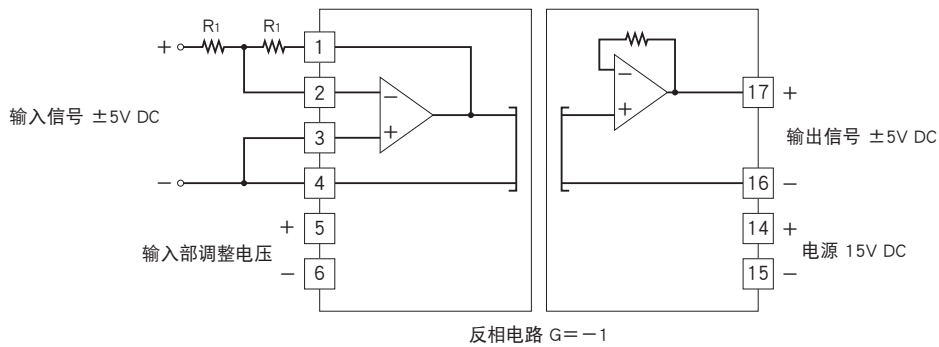 R1 R1
+ 1
2 −
输入信号 ±5V DC
3 +
− 4
+ 5
输入部调整电压
− 6
−
+
17 +
输出信号 ±5V DC
16 −
14 +
电源 15V DC
15 −
反相电路 G=−1